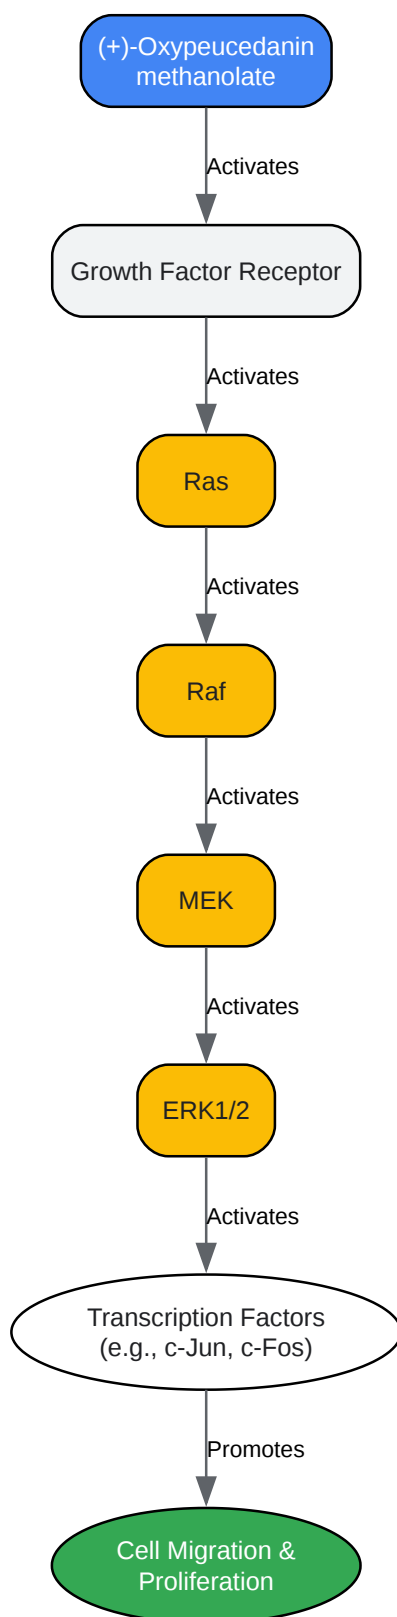 (+)-Oxypeucedanin
methanolate
Activates
Growth Factor Receptor
Activates
Ras
Activates
Raf
Activates
MEK
Activates
ERK1/2
Activates
Transcription Factors
(e.g., c-Jun, c-Fos)
Promotes
Cell Migration &
Proliferation